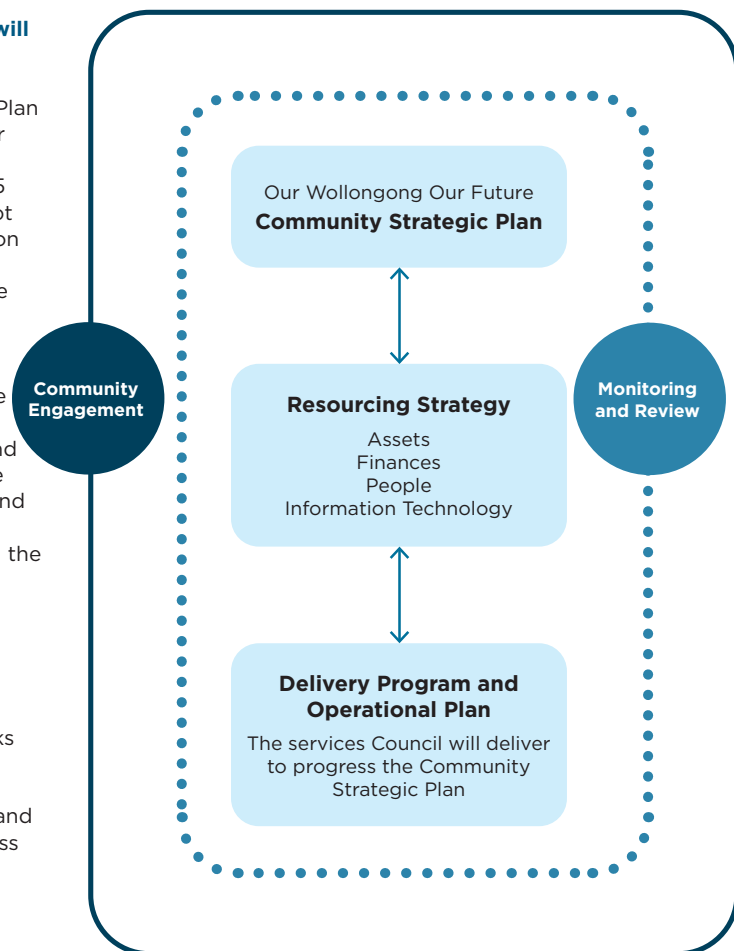 will
Plan
r
5
ot
on
e
e
nd
e
and
the
ks
and
ss
Our Wollongong Our Future
Community Strategic Plan
Community
Engagement
Resourcing Strategy
Assets
Finances
People
Information Technology
Monitoring
and Review
Delivery Program and
Operational Plan
The services Council will deliver
to progress the Community
Strategic Plan